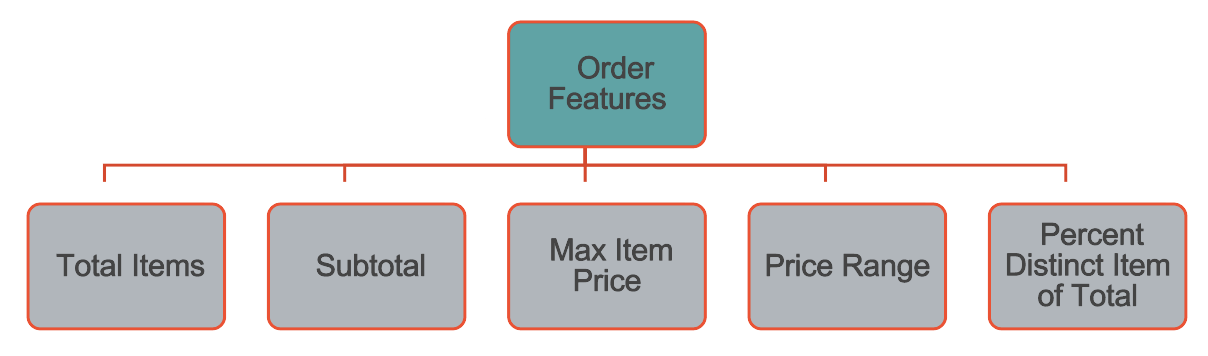 Order
Features
Total Items
Subtotal
Max Item
Price
Price Range
Percent
Distinct Item
of Total